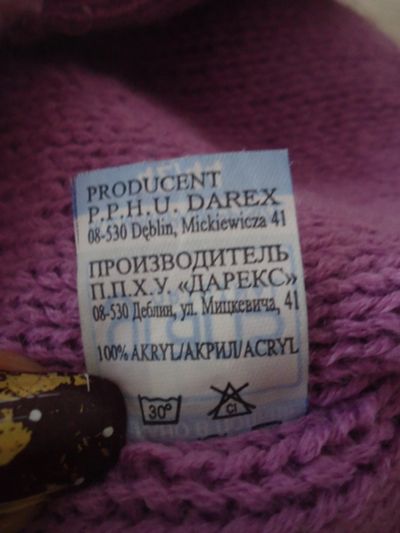 PRODUCENT
P.P.H.U. DAREX
08-530 Dęblin, Mickiewicza 41
ПРОИЗВОДИТЕЛЬ
П.П.Х.У. «ДАРЕКС»
08-530 Деблин, ул. Мицкевича, 41
100% AKRYL/АКРИЛ/ACRYL
30°
Cl